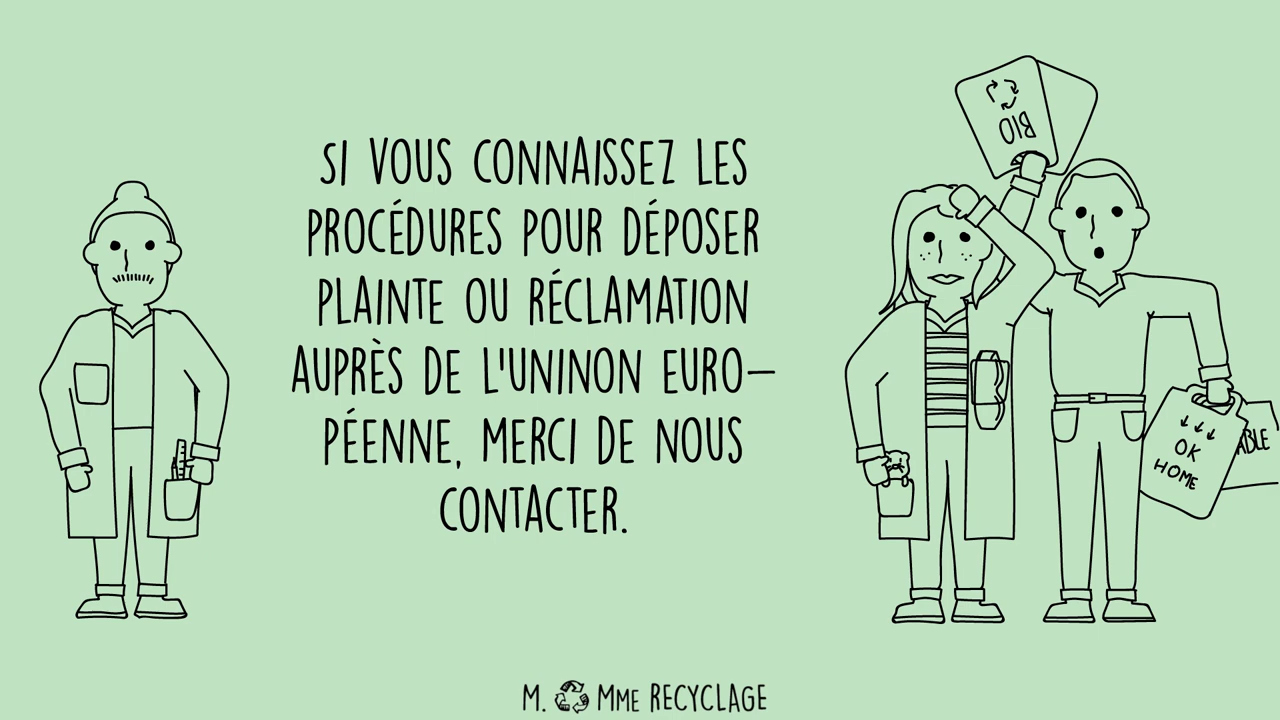 SI VOUS CONNAISSEZ LES
PROCÉDURES POUR DÉPOSER
PLAINTE OU RÉCLAMATION
AUPRÈS DE L'UNINON EURO–
PÉENNE, MERCI DE NOUS
CONTACTER.
BIO
OK
HOME
ABLE
M. MME RECYCLAGE